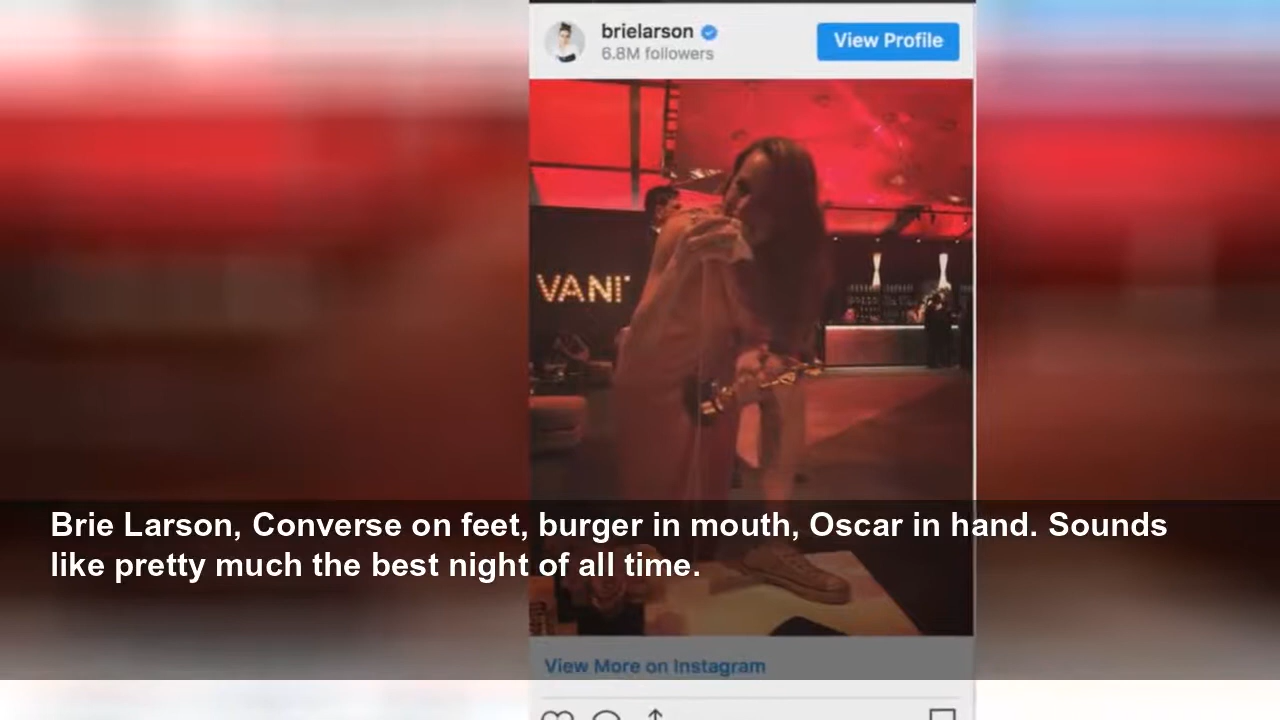 brielarson
6.8M followers
View Profile
VANI
Brie Larson, Converse on feet, burger in mouth, Oscar in hand. Sounds
like pretty much the best night of all time.
View More on Instagram